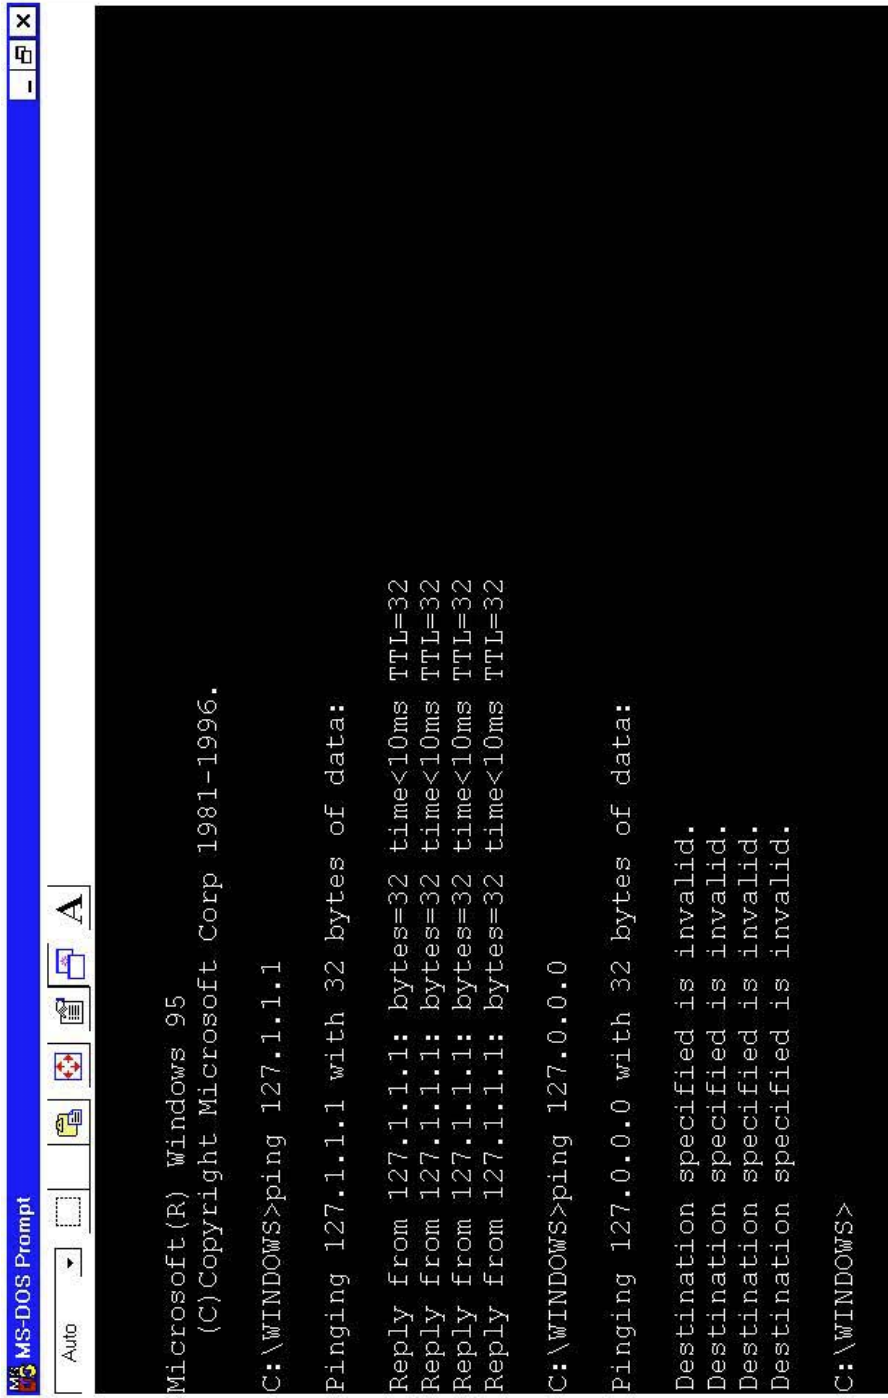 MS-DOS Prompt
Auto
A
Microsoft(R) Windows 95
(C)Copyright Microsoft Corp 1981-1996.
C:\WINDOWS>ping 127.1.1.1
Pinging 127.1.1.1 with 32 bytes of data:
Reply from 127.1.1.1: bytes=32 time<10ms TTL=32
Reply from 127.1.1.1: bytes=32 time<10ms TTL=32
Reply from 127.1.1.1: bytes=32 time<10ms TTL=32
Reply from 127.1.1.1: bytes=32 time<10ms TTL=32
C:\WINDOWS>ping 127.0.0.0
Pinging 127.0.0.0 with 32 bytes of data:
Destination specified is invalid.
Destination specified is invalid.
Destination specified is invalid.
Destination specified is invalid.
C:\WINDOWS>